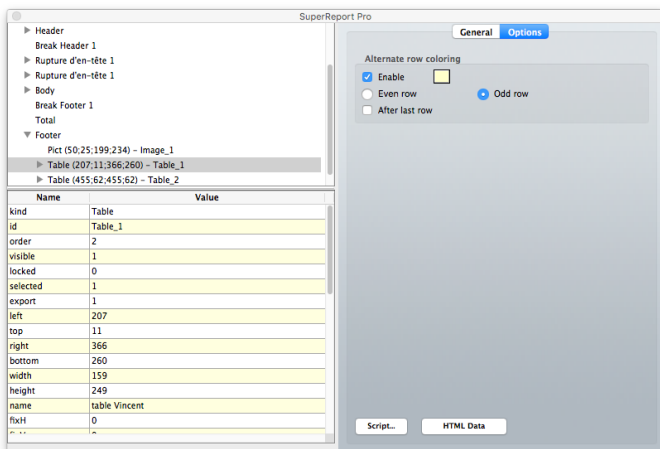 SuperReport Pro
Header
Break Header 1
Rupture d'en-tête 1
Rupture d'en-tête 1
Body
Break Footer 1
Total
Footer
Pict (50;25;199;234) – Image_1
Table (207;11;366;260) – Table_1
Table (455;62;455;62) – Table_2
Name Value
kind Table
id Table_1
order 2
visible 1
locked 0
selected 1
export 1
left 207
top 11
right 366
bottom 260
width 159
height 249
name table Vincent
fixH 0
General Options
Alternate row coloring
Enable
Even row Odd row
After last row
Script... HTML Data